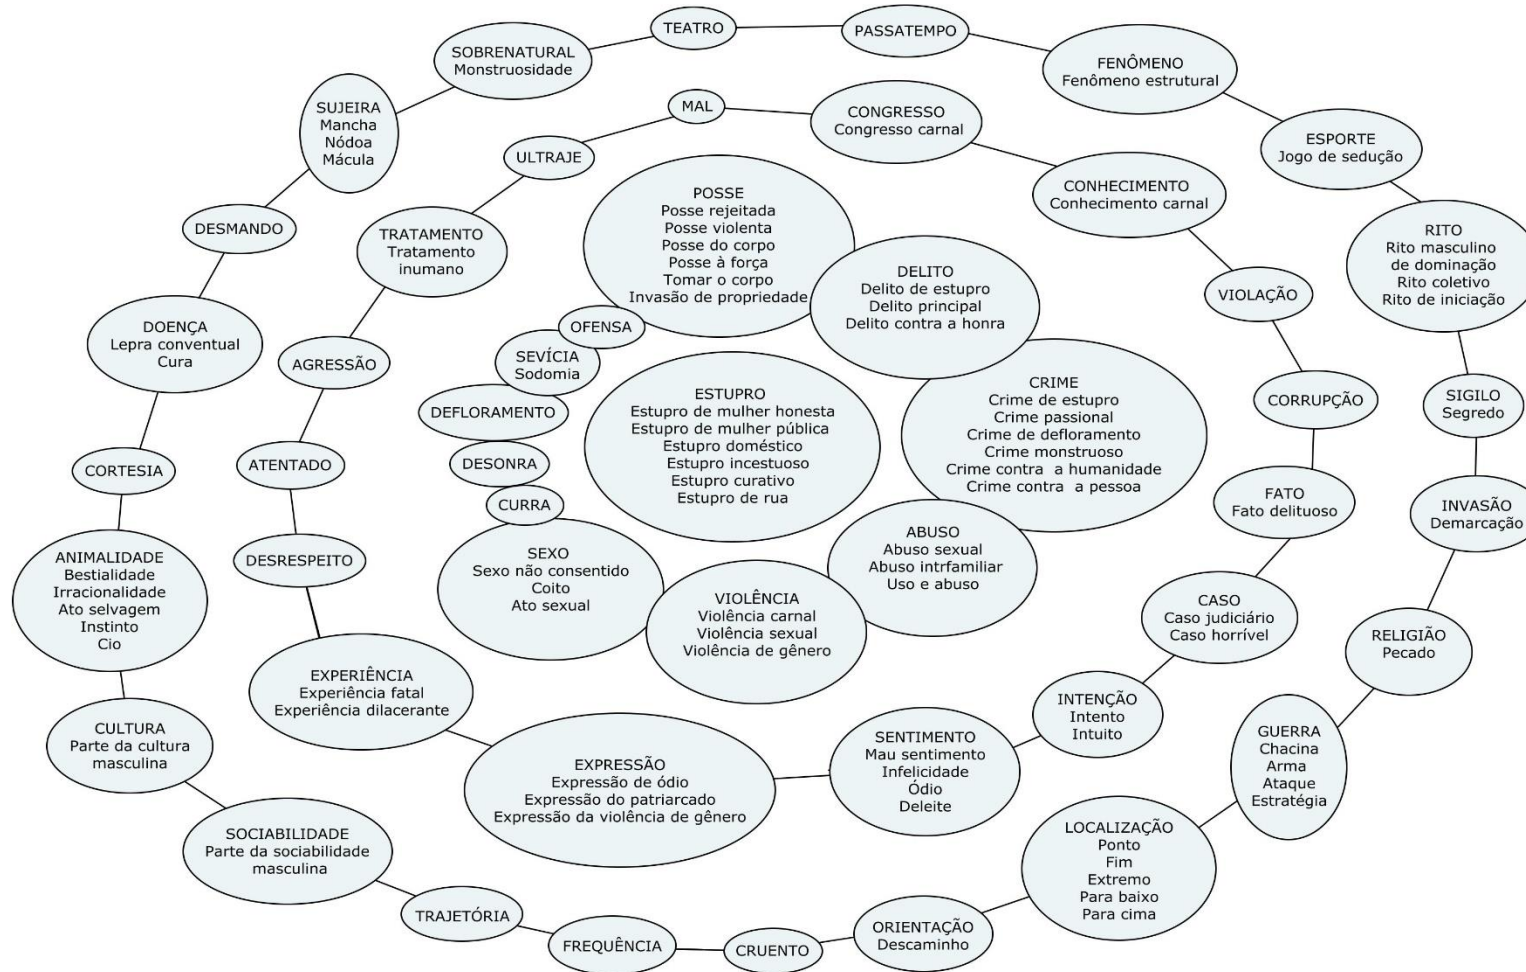 TEATRO
PASSATEMPO
SOBRENATURAL
Monstruosidade
FENÔMENO
Fenômeno estrutural
SUJEIRA
Mancha
Nódoa
Mácula
MAL
CONGRESSO
Congresso carnal
ESPORTE
Jogo de sedução
ULTRAJE
CONHECIMENTO
Conhecimento carnal
POSSE
Posse rejeitada
Posse violenta
Posse do corpo
Posse à força
Tomar o corpo
Invasão de propriedade
DESMANDO
TRATAMENTO
Tratamento
inumano
RITO
Rito masculino
de dominação
Rito coletivo
Rito de iniciação
DELITO
Delito de estupro
Delito principal
Delito contra a honra
VIOLAÇÃO
DOENÇA
Lepra conventual
Cura
OFENSA
AGRESSÃO
SEVÍCIA
Sodomia
ESTUPRO
Estupro de mulher honesta
Estupro de mulher pública
Estupro doméstico
Estupro incestuoso
Estupro curativo
Estupro de rua
CRIME
Crime de estupro
Crime passional
Crime de defloramento
Crime monstruoso
Crime contra a humanidade
Crime contra a pessoa
CORRUPÇÃO
SIGILO
Segredo
DEFLORAMENTO
CORTESIA
ATENTADO
DESONRA
CURRA
FATO
Fato delituoso
INVASÃO
Demarcação
ANIMALIDADE
Bestialidade
Irracionalidade
Ato selvagem
Instinto
Cio
DESRESPEITO
SEXO
Sexo não consentido
Coito
Ato sexual
ABUSO
Abuso sexual
Abuso intrfamiliar
Uso e abuso
VIOLÊNCIA
Violência carnal
Violência sexual
Violência de gênero
CASO
Caso judiciário
Caso horrível
RELIGIÃO
Pecado
EXPERIÊNCIA
Experiência fatal
Experiência dilacerante
INTENÇÃO
Intento
Intuito
CULTURA
Parte da cultura
masculina
EXPRESSÃO
Expressão de ódio
Expressão do patriarcado
Expressão da violência de gênero
SENTIMENTO
Mau sentimento
Infelicidade
Ódio
Deleite
GUERRA
Chacina
Arma
Ataque
Estratégia
SOCIABILIDADE
Parte da sociabilidade
masculina
LOCALIZAÇÃO
Ponto
Fim
Extremo
Para baixo
Para cima
TRAJETÓRIA
FREQUÊNCIA
CRUENTO
ORIENTAÇÃO
Descaminho